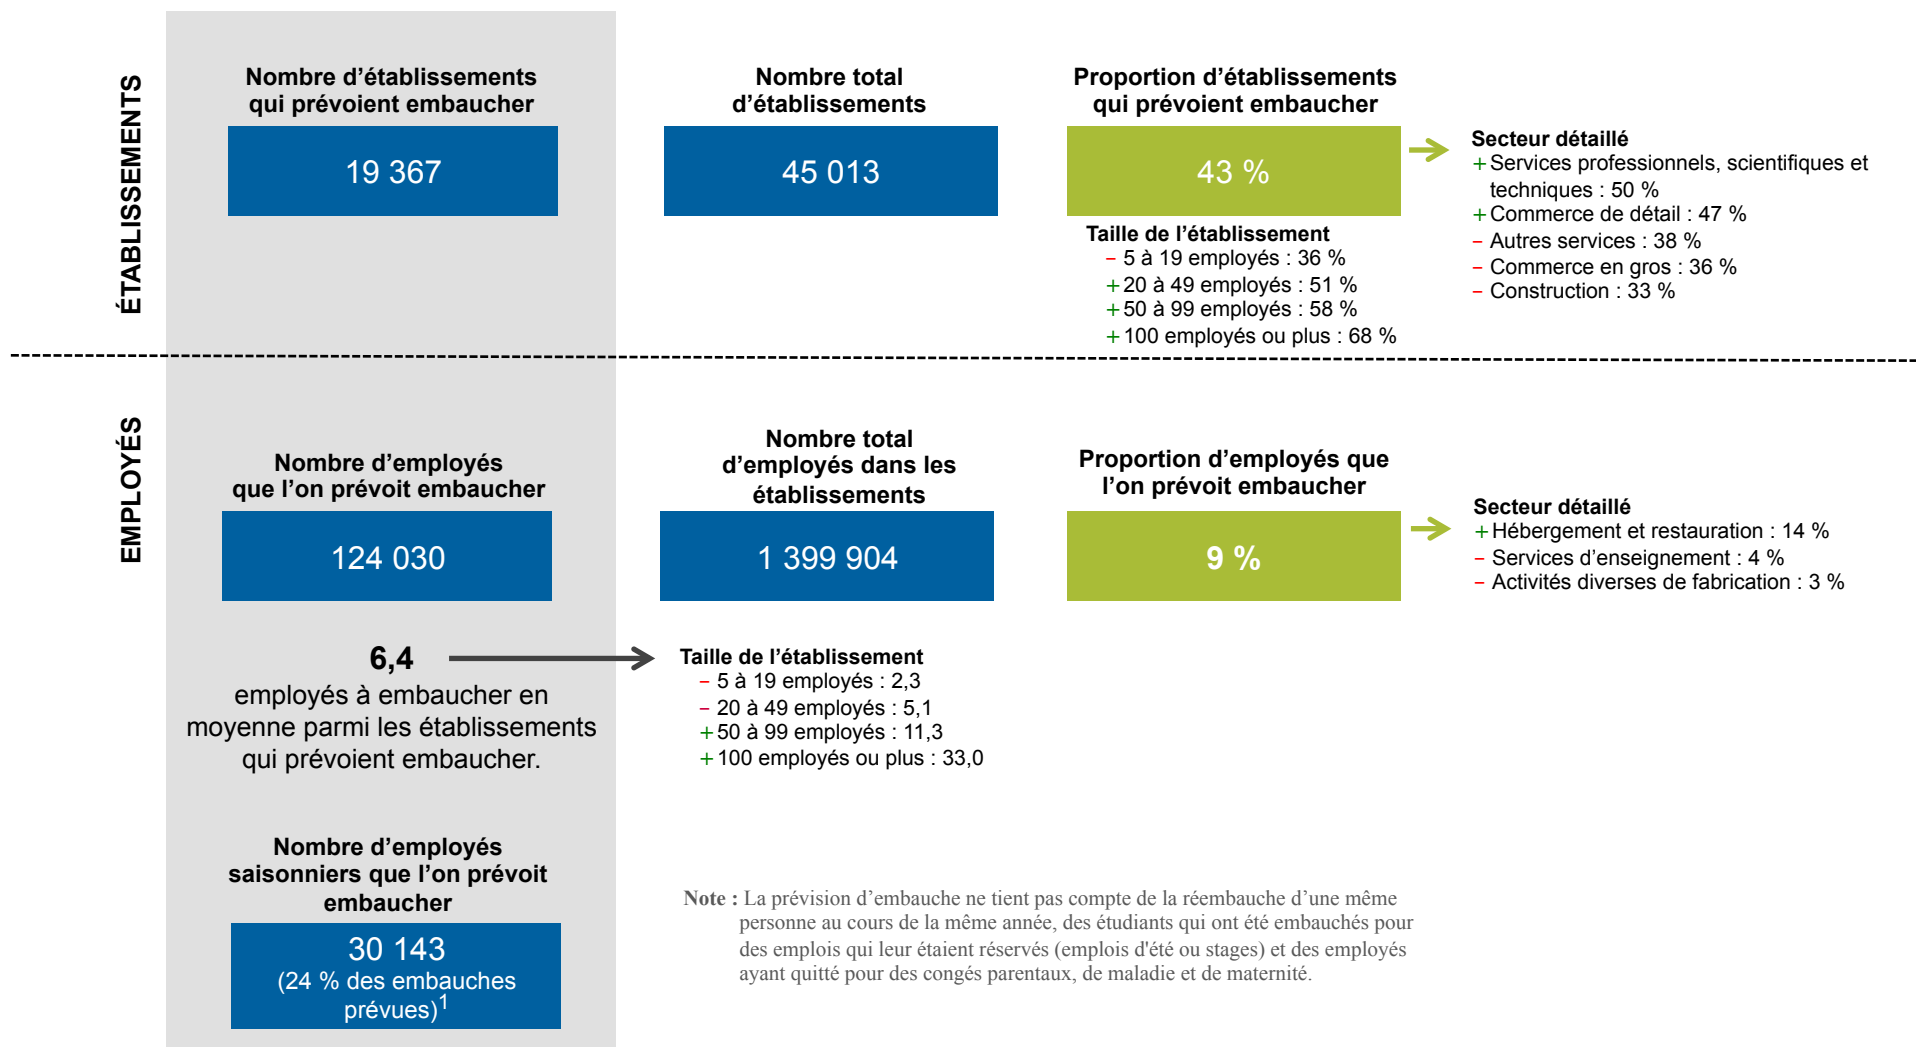 ÉTABLISSEMENTS
Nombre d’établissements
qui prévoient embaucher
19 367
Nombre total
d’établissements
45 013
Proportion d’établissements
qui prévoient embaucher
43 %
Taille de l’établissement
– 5 à 19 employés : 36 %
+ 20 à 49 employés : 51 %
+ 50 à 99 employés : 58 %
+ 100 employés ou plus : 68 %
Secteur détaillé
+ Services professionnels, scientifiques et
techniques : 50 %
+ Commerce de détail : 47 %
– Autres services : 38 %
– Commerce en gros : 36 %
– Construction : 33 %
EMPLOYÉS
Nombre d’employés
que l’on prévoit embaucher
124 030
Nombre total
d’employés dans les
établissements
1 399 904
Proportion d’employés que
l’on prévoit embaucher
9 %
Secteur détaillé
+ Hébergement et restauration : 14 %
– Services d’enseignement : 4 %
– Activités diverses de fabrication : 3 %
6,4
employés à embaucher en
moyenne parmi les établissements
qui prévoient embaucher.
Taille de l’établissement
– 5 à 19 employés : 2,3
– 20 à 49 employés : 5,1
+ 50 à 99 employés : 11,3
+ 100 employés ou plus : 33,0
Nombre d’employés
saisonniers que l’on prévoit
embaucher
30 143
(24 % des embauches
prévues)1
Note : La prévision d’embauche ne tient pas compte de la réembauche d’une même
personne au cours de la même année, des étudiants qui ont été embauchés pour
des emplois qui leur étaient réservés (emplois d'été ou stages) et des employés
ayant quitté pour des congés parentaux, de maladie et de maternité.